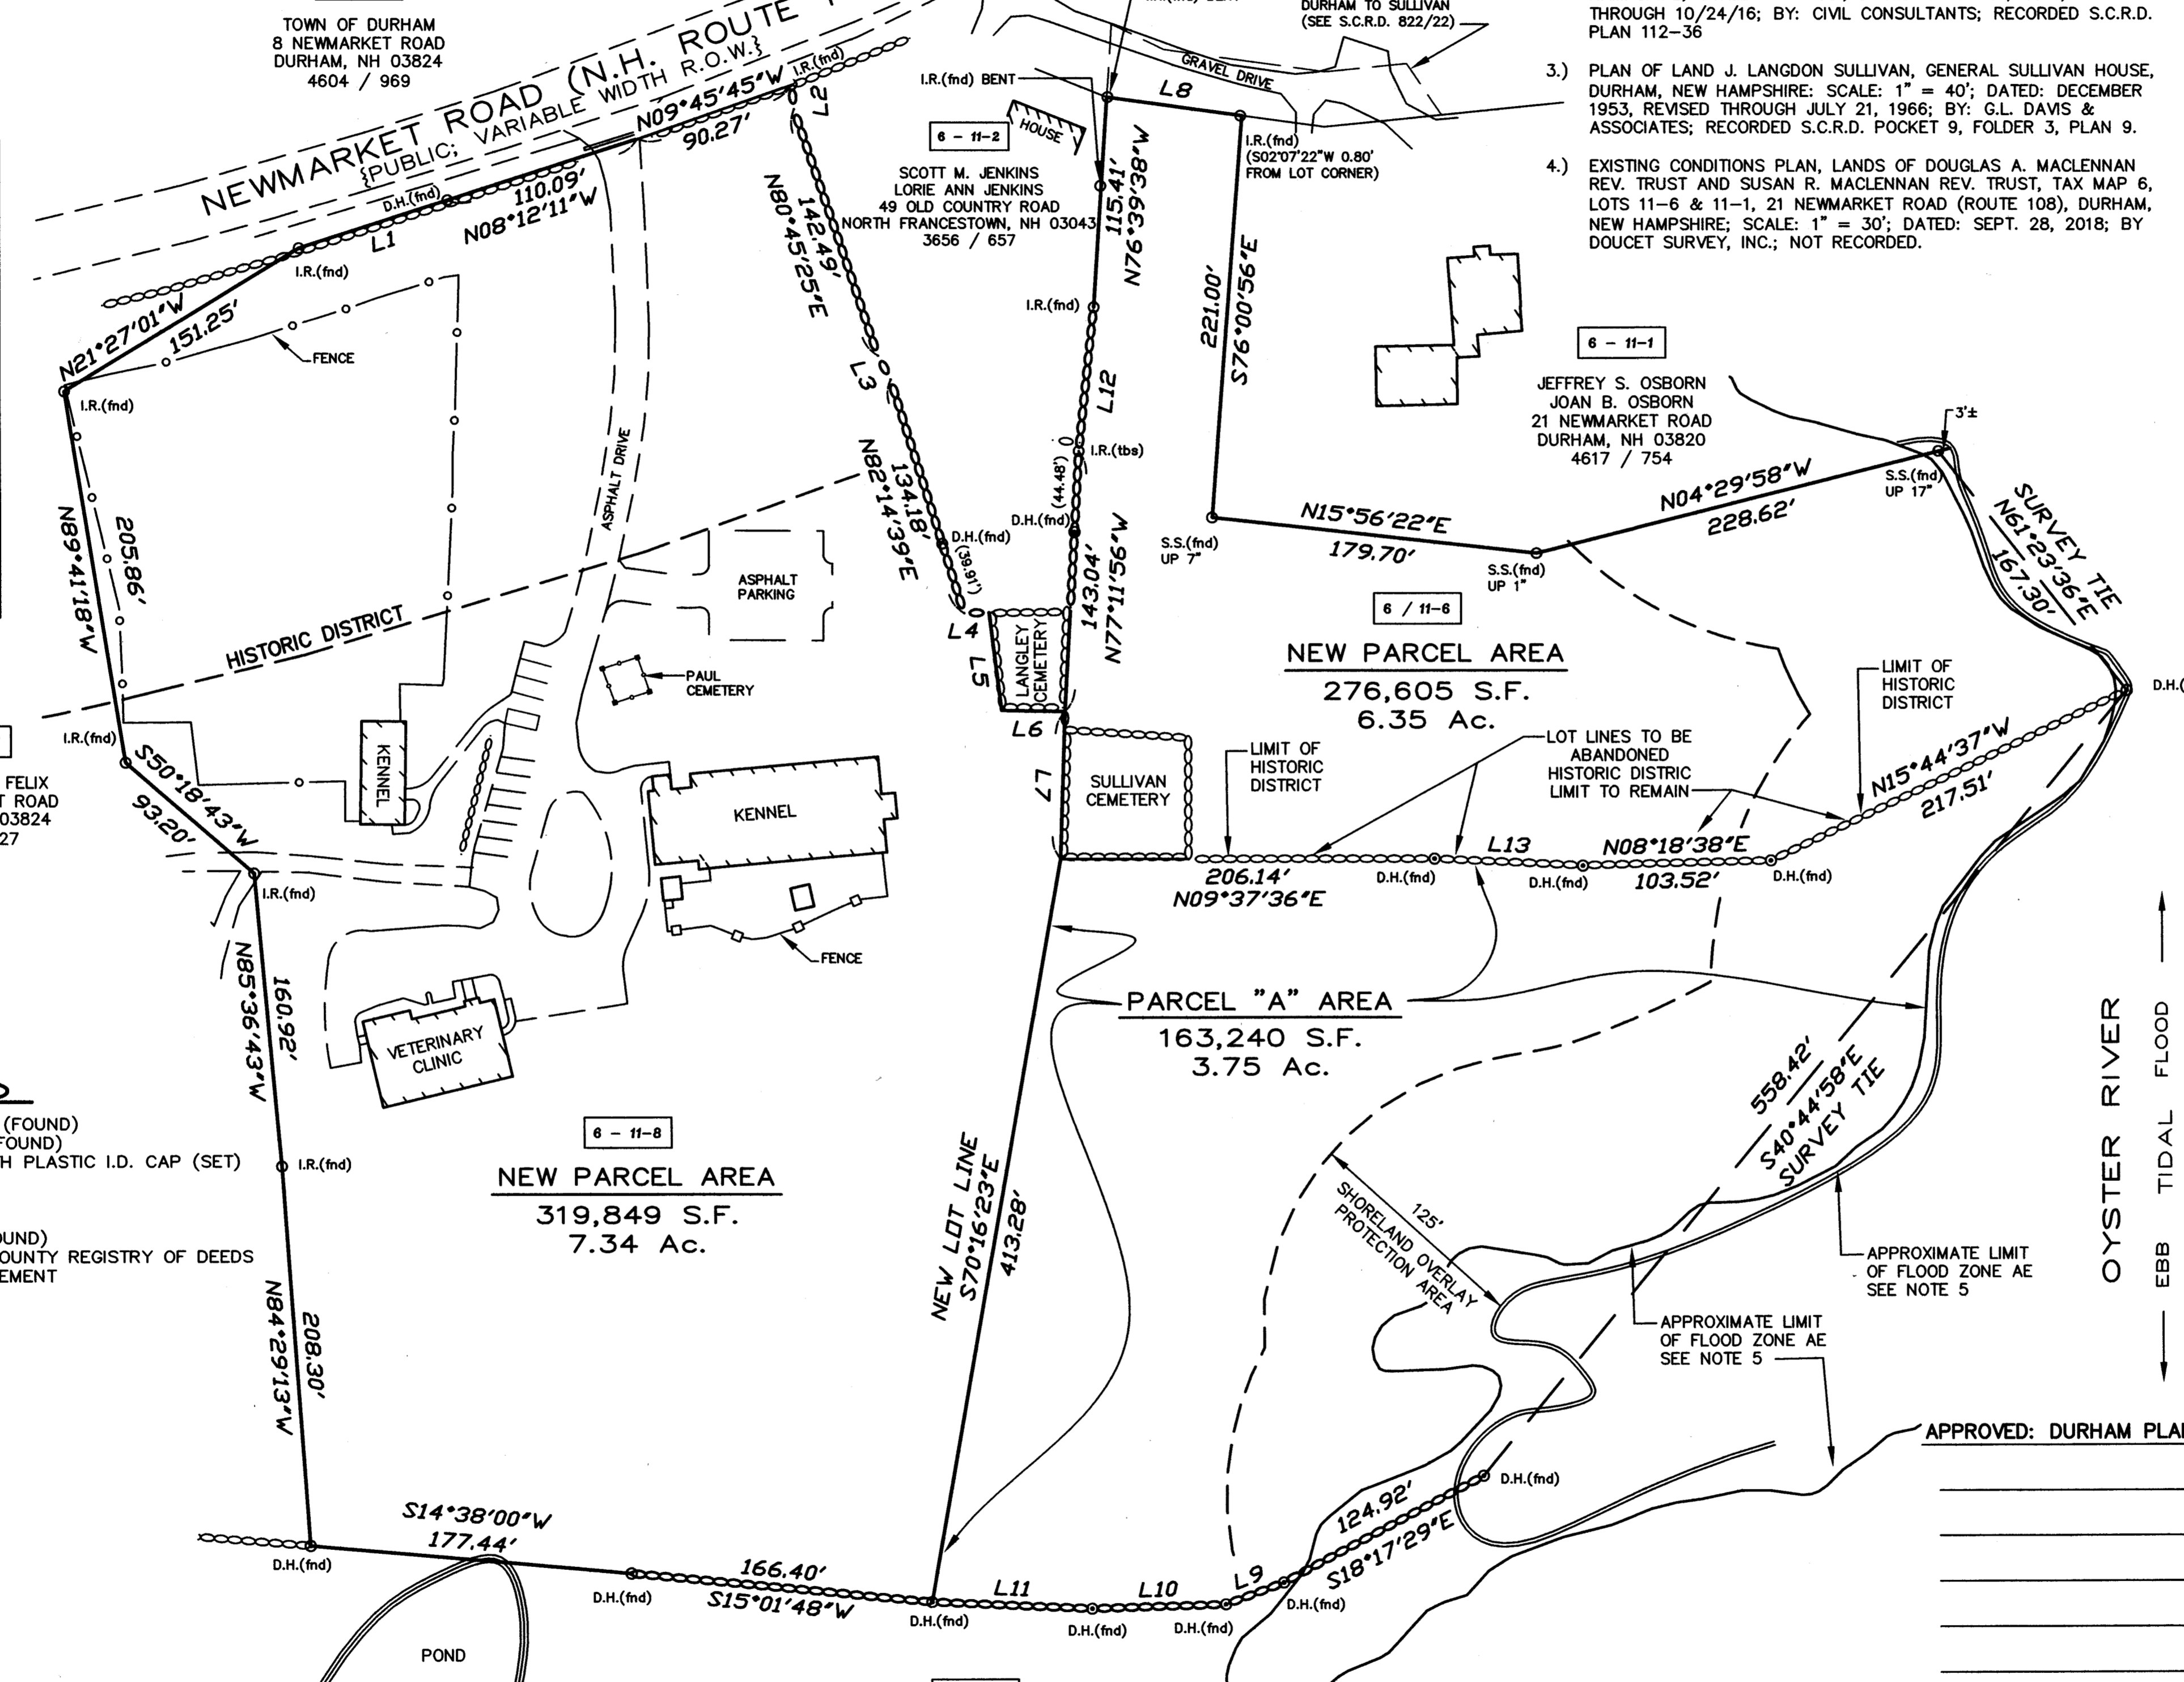 TOWN OF DURHAM
8 NEWMARKET ROAD
DURHAM, NH 03824
4604 / 969
NEWMARKET ROAD (N.H. ROUTE
{PUBLIC; VARIABLE WIDTH R.O.W.}
DURHAM TO SULLIVAN
(SEE S.C.R.D. 822/22)
GRAVEL DRIVE
THROUGH 10/24/16; BY: CIVIL CONSULTANTS; RECORDED S.C.R.D.
PLAN 112-36
3.) PLAN OF LAND J. LANGDON SULLIVAN, GENERAL SULLIVAN HOUSE,
DURHAM, NEW HAMPSHIRE: SCALE: 1" = 40'; DATED: DECEMBER
1953, REVISED THROUGH JULY 21, 1966; BY: G.L. DAVIS &
ASSOCIATES; RECORDED S.C.R.D. POCKET 9, FOLDER 3, PLAN 9.
4.) EXISTING CONDITIONS PLAN, LANDS OF DOUGLAS A. MACLENNAN
REV. TRUST AND SUSAN R. MACLENNAN REV. TRUST, TAX MAP 6,
LOTS 11-6 & 11-1, 21 NEWMARKET ROAD (ROUTE 108), DURHAM,
NEW HAMPSHIRE; SCALE: 1" = 30'; DATED: SEPT. 28, 2018; BY
DOUCET SURVEY, INC.; NOT RECORDED.
N09°45'45"W
90.27'
I.R.(fnd)
L2
D.H.(fnd)
110.09'
N08°12'11"W
L1
I.R.(fnd)
N21°27'01"W
151.25'
FENCE
I.R.(fnd)
205.86'
N89°41'18"W
I.R.(fnd)
S50°18'43"W
93.20'
I.R.(fnd)
HISTORIC DISTRICT
ASPHALT DRIVE
ASPHALT
PARKING
PAUL
CEMETERY
KENNEL
KENNEL
FENCE
VETERINARY
CLINIC
142.49'
N80°45'25"E
L3
134.18'
N82°14'39"E
D.H.(fnd)
(39.91')
L4
L5
L6
L7
LANGLEY
CEMETERY
SULLIVAN
CEMETERY
I.R.(fnd) BENT
HOUSE
6 - 11-2
SCOTT M. JENKINS
LORIE ANN JENKINS
49 OLD COUNTRY ROAD
NORTH FRANCESTOWN, NH 03043
3656 / 657
115.41'
N76°39'38"W
I.R.(fnd)
L12
I.R.(tbs)
(44.48')
D.H.(fnd)
143.04'
N77°11'56"W
L8
I.R.(fnd)
(S02°07'22"W 0.80'
FROM LOT CORNER)
221.00'
S76°00'56"E
6 - 11-1
JEFFREY S. OSBORN
JOAN B. OSBORN
21 NEWMARKET ROAD
DURHAM, NH 03820
4617 / 754
3'±
S.S.(fnd)
UP 17"
N04°29'58"W
228.62'
SURVEY TIE
N61°23'36"E
167.30'
S.S.(fnd)
UP 7"
N15°56'22"E
179.70'
S.S.(fnd)
UP 1"
6 / 11-6
NEW PARCEL AREA
276,605 S.F.
6.35 Ac.
LIMIT OF
HISTORIC
DISTRICT
D.H.(
LIMIT OF
HISTORIC
DISTRICT
LOT LINES TO BE
ABANDONED
HISTORIC DISTRIC
LIMIT TO REMAIN
N15°44'37"W
217.51'
206.14'
N09°37'36"E
D.H.(fnd)
L13
D.H.(fnd)
N08°18'38"E
103.52'
D.H.(fnd)
FELIX
T ROAD
03824
27
160.92'
N85°36'43"W
I.R.(fnd)
208.30'
N84°29'13"W
(FOUND)
FOUND)
H PLASTIC I.D. CAP (SET)
OUND)
OUNTY REGISTRY OF DEEDS
EMENT
6 - 11-8
NEW PARCEL AREA
319,849 S.F.
7.34 Ac.
PARCEL "A" AREA
163,240 S.F.
3.75 Ac.
NEW LOT LINE
S70°16'23"E
413.28'
558.42'
S40°44'58"E
SURVEY TIE
125'
SHORELAND OVERLAY
PROTECTION AREA
APPROXIMATE LIMIT
OF FLOOD ZONE AE
SEE NOTE 5
APPROXIMATE LIMIT
OF FLOOD ZONE AE
SEE NOTE 5
OYSTER RIVER
EBB TIDAL FLOOD
APPROVED: DURHAM PLA
D.H.(fnd)
S14°38'00"W
177.44'
D.H.(fnd)
166.40'
S15°01'48"W
D.H.(fnd)
L11
D.H.(fnd)
L10
D.H.(fnd)
L9
D.H.(fnd)
124.92'
S18°17'29"E
D.H.(fnd)
POND